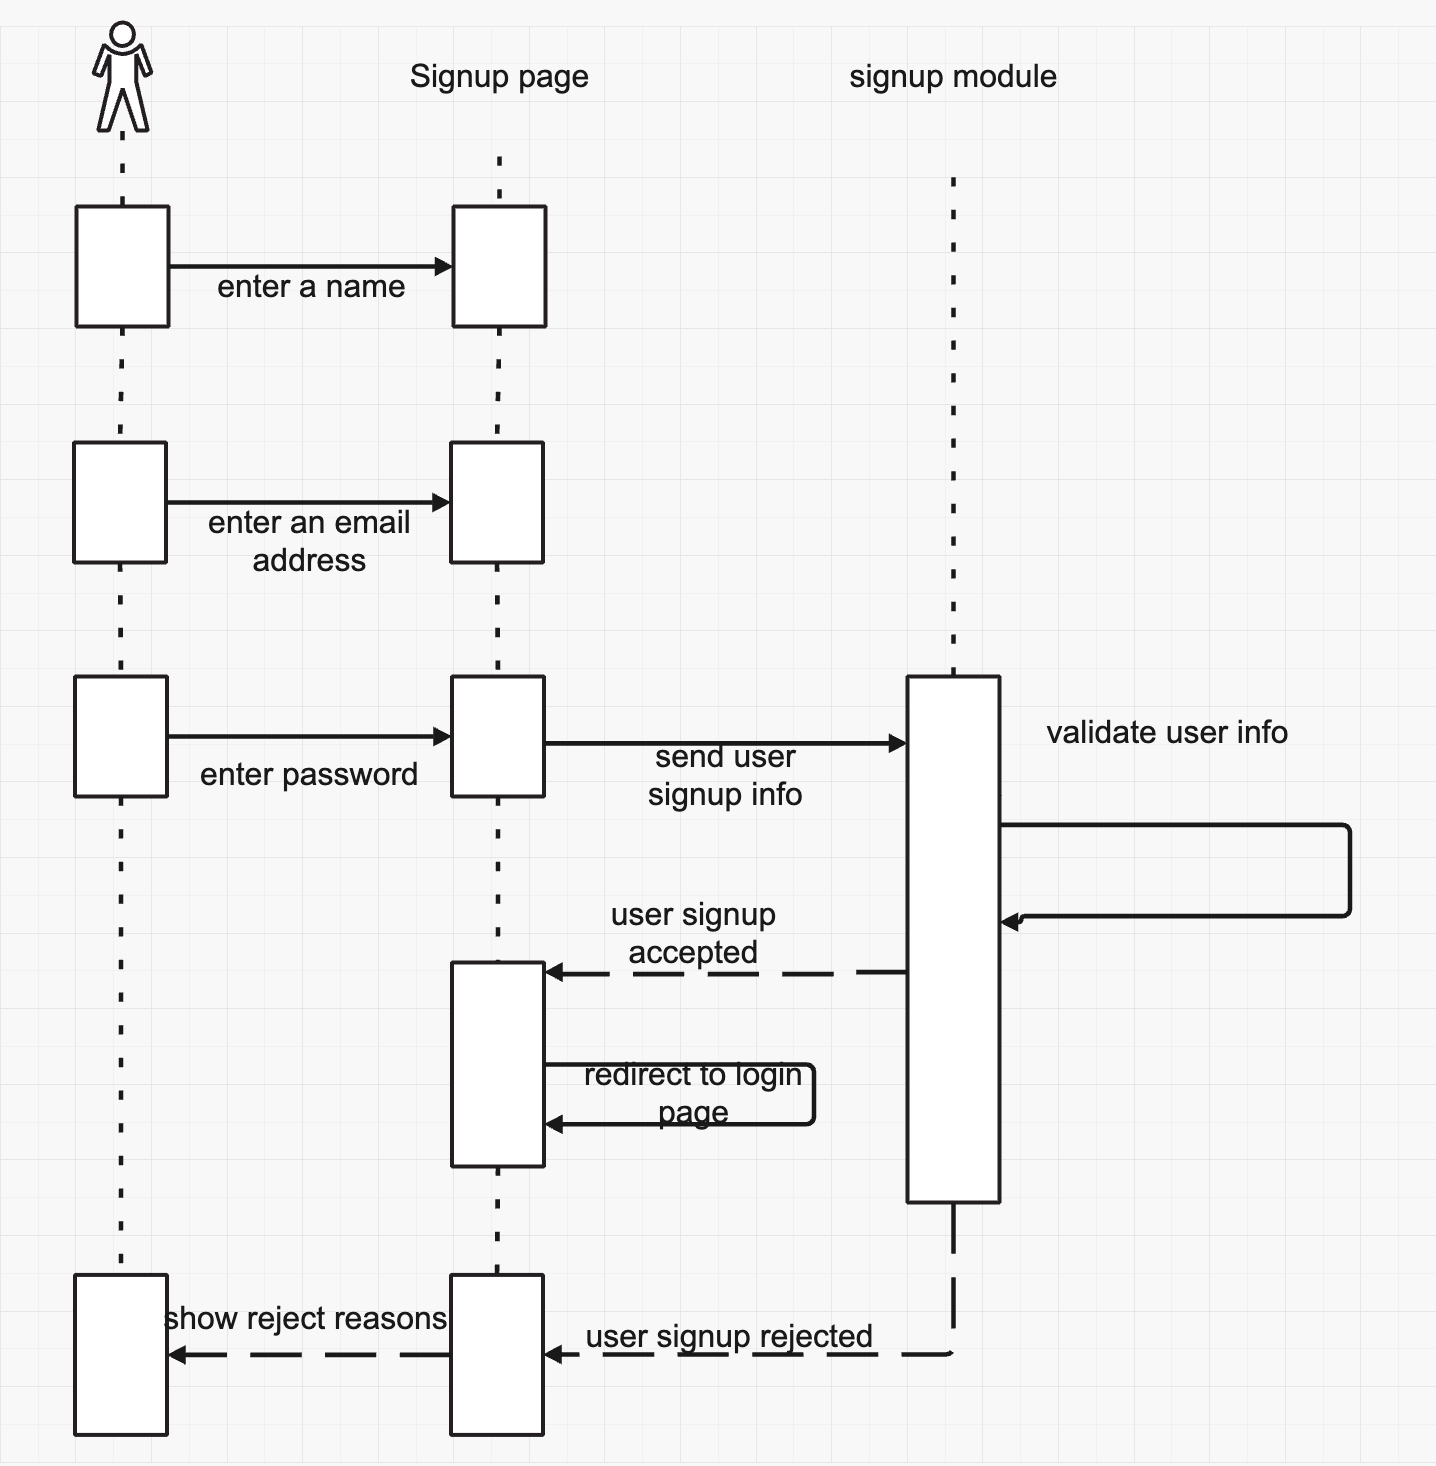 Signup page
signup module
enter a name
enter an email
address
enter password
send user
signup info
validate user info
user signup
accepted
redirect to login
page
show reject reasons
user signup rejected